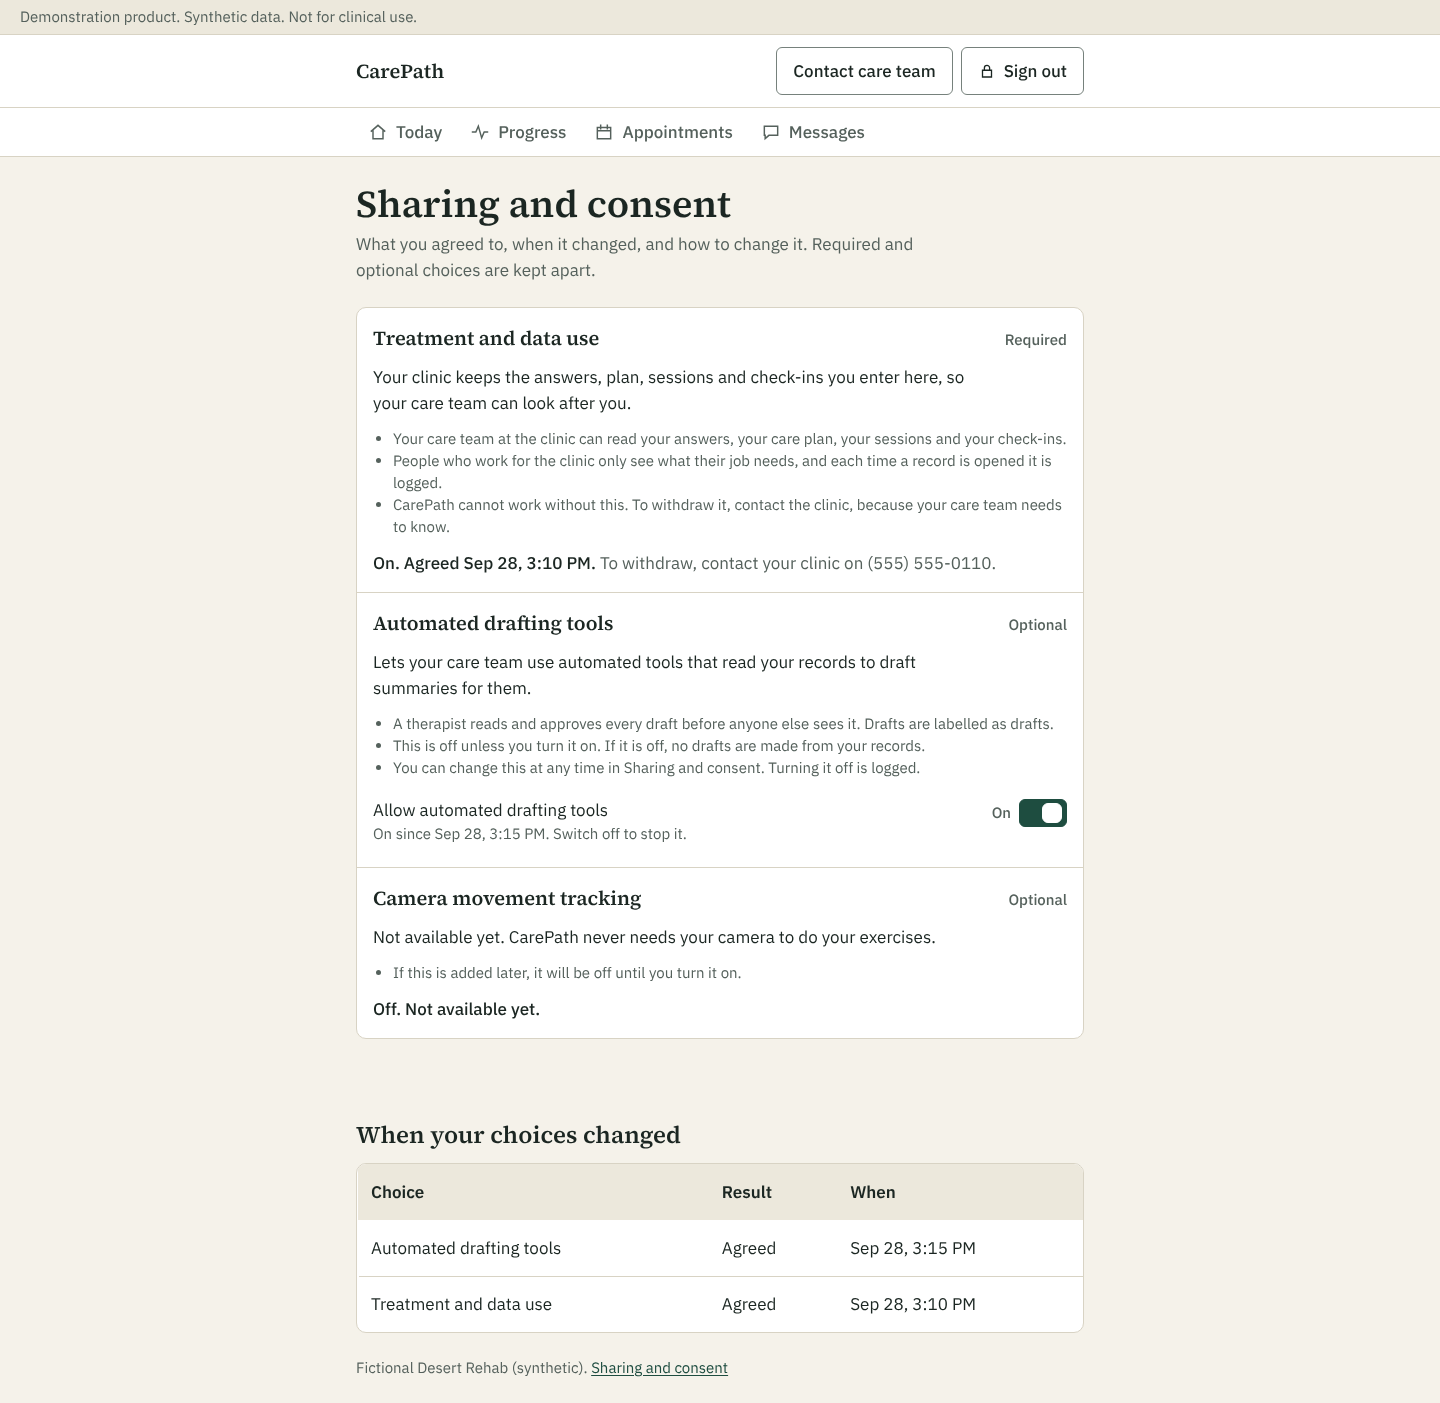 Demonstration product. Synthetic data. Not for clinical use.
CarePath
Contact care team
Sign out
Today
Progress
Appointments
Messages
Sharing and consent
What you agreed to, when it changed, and how to change it. Required and
optional choices are kept apart.
Treatment and data use
Required
Your clinic keeps the answers, plan, sessions and check-ins you enter here, so
your care team can look after you.
• Your care team at the clinic can read your answers, your care plan, your sessions and your check-ins.
• People who work for the clinic only see what their job needs, and each time a record is opened it is
logged.
• CarePath cannot work without this. To withdraw it, contact the clinic, because your care team needs
to know.
On. Agreed Sep 28, 3:10 PM. To withdraw, contact your clinic on (555) 555-0110.
Automated drafting tools
Optional
Lets your care team use automated tools that read your records to draft
summaries for them.
• A therapist reads and approves every draft before anyone else sees it. Drafts are labelled as drafts.
• This is off unless you turn it on. If it is off, no drafts are made from your records.
• You can change this at any time in Sharing and consent. Turning it off is logged.
Allow automated drafting tools
On
On since Sep 28, 3:15 PM. Switch off to stop it.
Camera movement tracking
Optional
Not available yet. CarePath never needs your camera to do your exercises.
• If this is added later, it will be off until you turn it on.
Off. Not available yet.
When your choices changed
Choice Result When
Automated drafting tools Agreed Sep 28, 3:15 PM
Treatment and data use Agreed Sep 28, 3:10 PM
Fictional Desert Rehab (synthetic). Sharing and consent